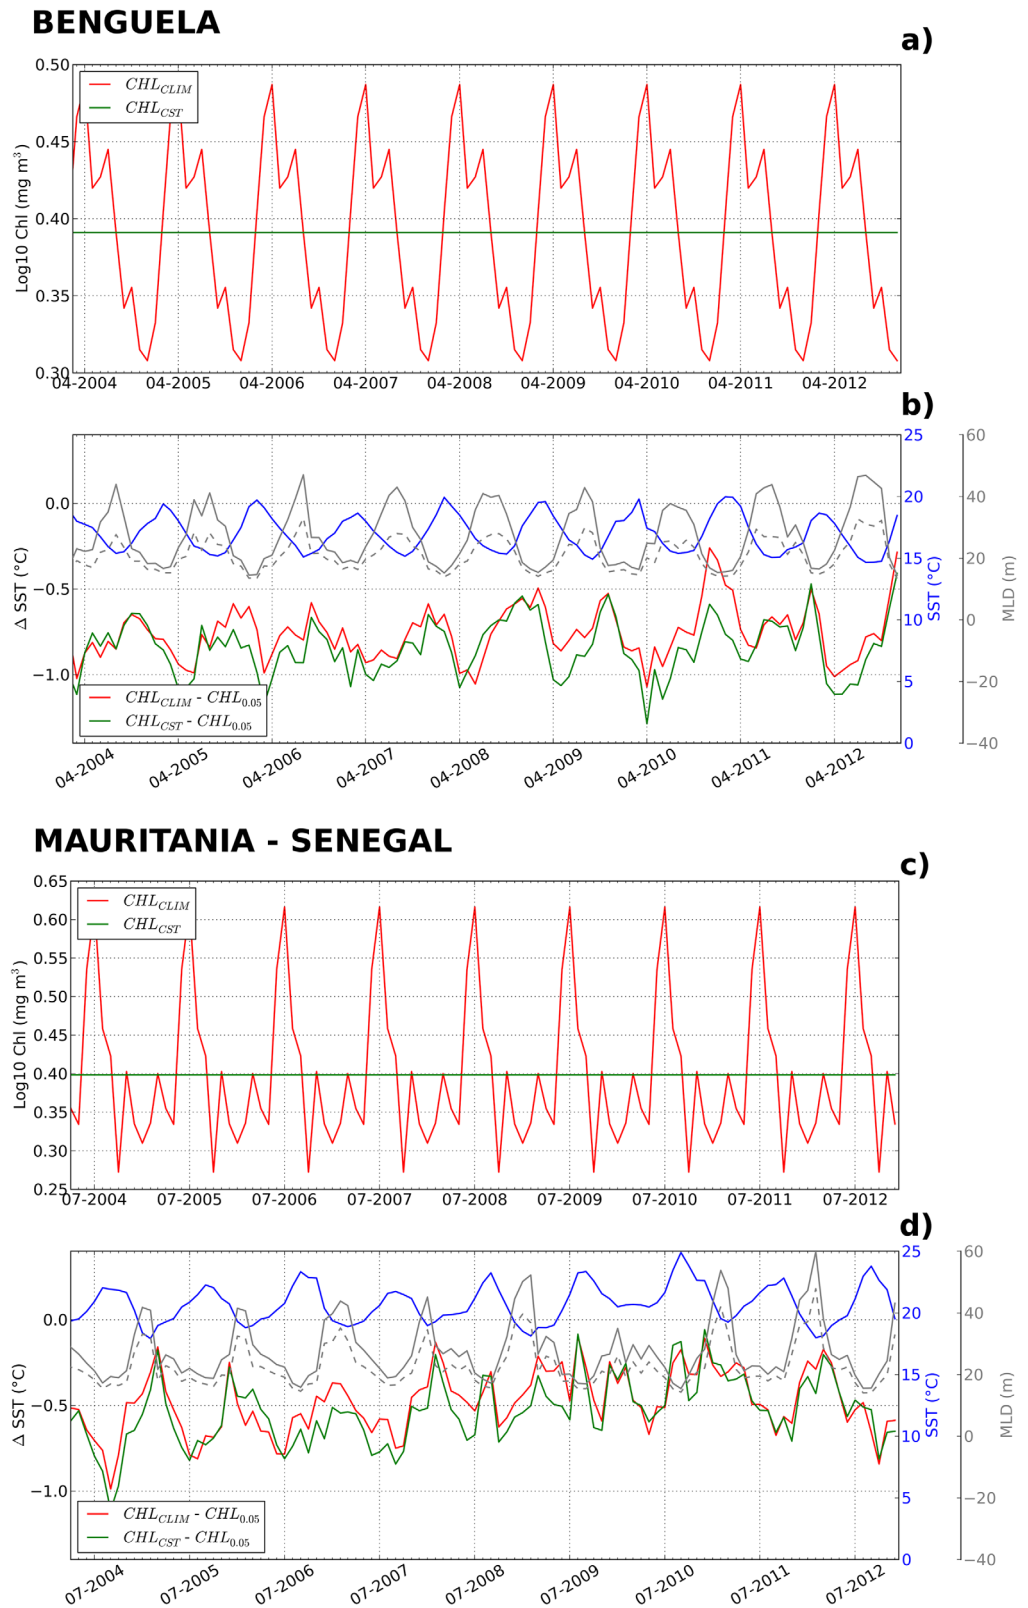 BENGUELA
a)
0.50
0.45
0.40
0.35
0.30
Log10 Chl (mg m³)
CHL_CLIM
CHL_CST
04-2004 04-2005 04-2006 04-2007 04-2008 04-2009 04-2010 04-2011 04-2012
b)
0.0
−0.5
−1.0
Δ SST (°C)
25
20
15
10
5
0
SST (°C)
60
40
20
0
−20
−40
MLD (m)
CHL_CLIM - CHL_0.05
CHL_CST - CHL_0.05
04-2004 04-2005 04-2006 04-2007 04-2008 04-2009 04-2010 04-2011 04-2012
MAURITANIA - SENEGAL
c)
0.65
0.60
0.55
0.50
0.45
0.40
0.35
0.30
0.25
Log10 Chl (mg m³)
CHL_CLIM
CHL_CST
07-2004 07-2005 07-2006 07-2007 07-2008 07-2009 07-2010 07-2011 07-2012
d)
0.0
−0.5
−1.0
Δ SST (°C)
25
20
15
10
5
0
SST (°C)
60
40
20
0
−20
−40
MLD (m)
CHL_CLIM - CHL_0.05
CHL_CST - CHL_0.05
07-2004 07-2005 07-2006 07-2007 07-2008 07-2009 07-2010 07-2011 07-2012